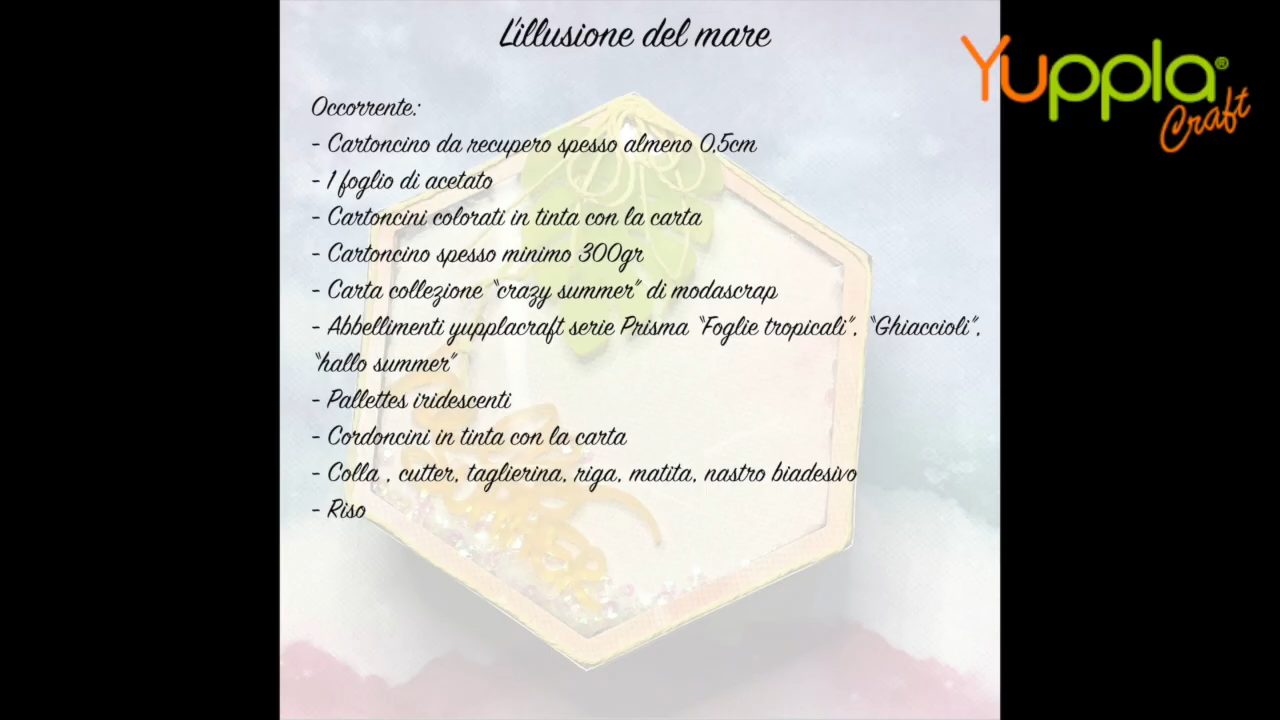 L'illusione del mare
Yuppla®
Craft
Occorrente:
- Cartoncino da recupero spesso almeno 0,5cm
- 1 foglio di acetato
- Cartoncini colorati in tinta con la carta
- Cartoncino spesso minimo 300gr
- Carta collezione "crazy summer" di modascrap
- Abbellimenti yupplacraft serie Prisma "Foglie tropicali", "Ghiaccioli",
"hallo summer"
- Pallettes iridescenti
- Cordoncini in tinta con la carta
- Colla , cutter, taglierina, riga, matita, nastro biadesivo
- Riso